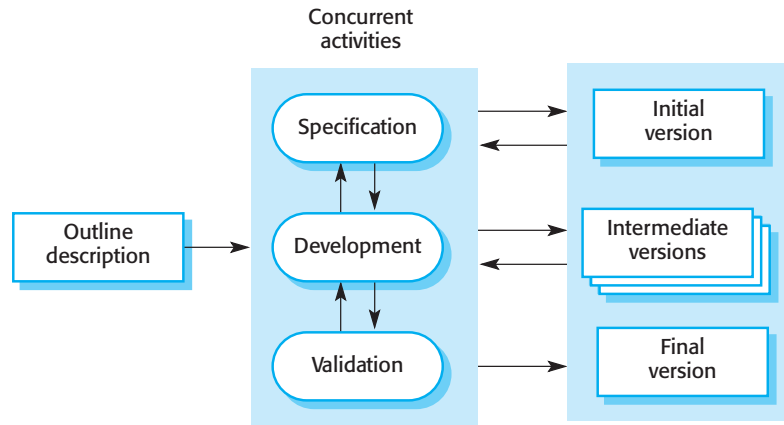 Concurrent
activities
Specification
Initial
version
Outline
description
Development
Intermediate
versions
Validation
Final
version